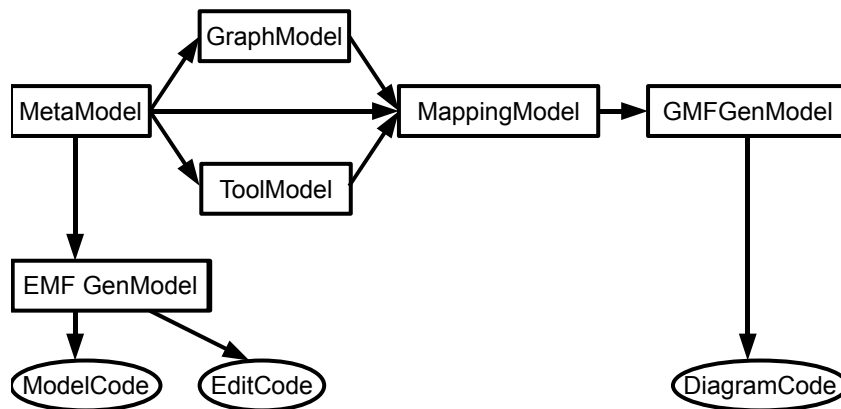 GraphModel
MetaModel
MappingModel
GMFGenModel
ToolModel
EMF GenModel
ModelCode
EditCode
DiagramCode